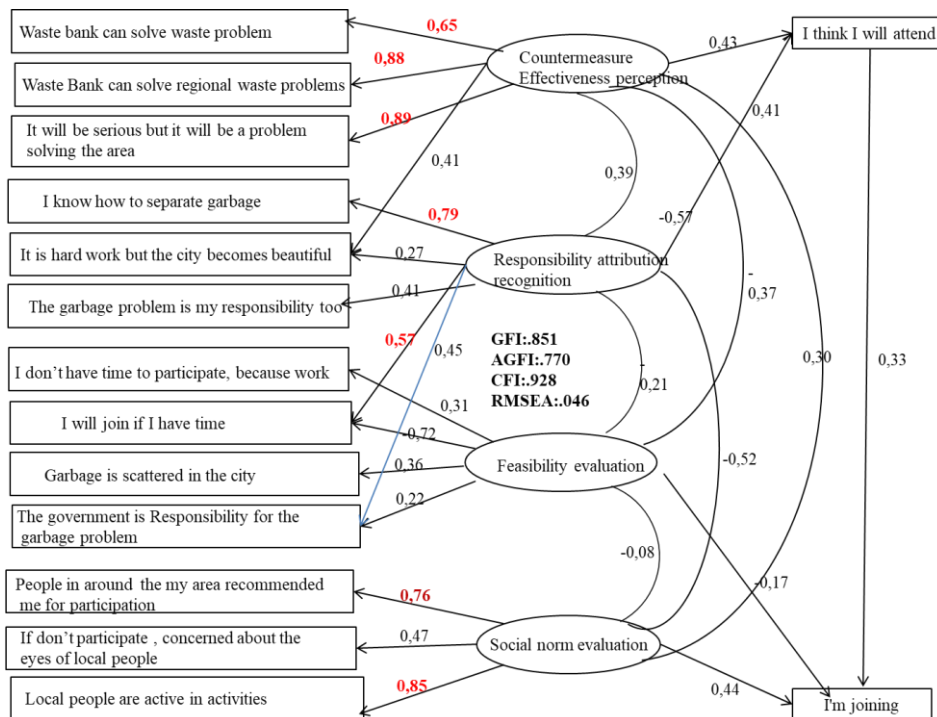 Waste bank can solve waste problem
0,65
I think I will attend
0,43
Countermeasure
Effectiveness perception
0,88
Waste Bank can solve regional waste problems
0,89
0,41
It will be serious but it will be a problem
solving the area
0,41
0,39
I know how to separate garbage
0,79
-0,57
It is hard work but the city becomes beautiful
0,27
Responsibility attribution
recognition
-
0,37
The garbage problem is my responsibility too
0,41
0,57
0,45
GFI:.851
AGFI:.770
CFI:.928
RMSEA:.046
-
0,21
0,30
0,33
I don't have time to participate, because work
0,31
I will join if I have time
-0,72
-0,52
Garbage is scattered in the city
0,36
Feasibility evaluation
0,22
The government is Responsibility for the
garbage problem
-0,08
-0,17
People in around the my area recommended
me for participation
0,76
If don't participate , concerned about the
eyes of local people
0,47
Social norm evaluation
Local people are active in activities
0,85
0,44
I'm joining